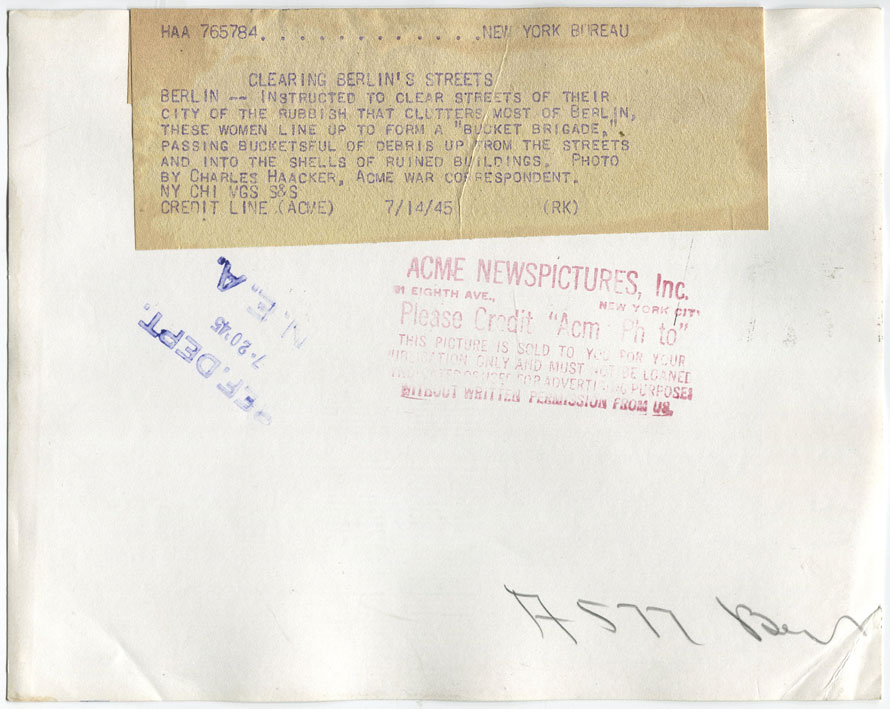 HAA 765784. . . . . . . . . . . . .NEW YORK BUREAU
CLEARING BERLIN'S STREETS
BERLIN -- INSTRUCTED TO CLEAR STREETS OF THEIR
CITY OF THE RUBBISH THAT CLUTTERS MOST OF BERLIN,
THESE WOMEN LINE UP TO FORM A "BUCKET BRIGADE,"
PASSING BUCKETSFUL OF DEBRIS UP FROM THE STREETS
AND INTO THE SHELLS OF RUINED BUILDINGS. PHOTO
BY CHARLES HAACKER, ACME WAR CORRESPONDENT.
NY CHI VGS S&S
CREDIT LINE (ACME) 7/14/45 (RK)
N. E. A.
7-20'45
REF. DEPT.
ACME NEWSPICTURES, Inc.
EIGHTH AVE., NEW YORK CITY
Please Credit "Acm Ph to"
THIS PICTURE IS SOLD TO YOU FOR YOUR
PUBLICATION ONLY AND MUST NOT BE LOANED
FOR ADVERTISING PURPOSES
WITHOUT WRITTEN PERMISSION FROM US.
A 577